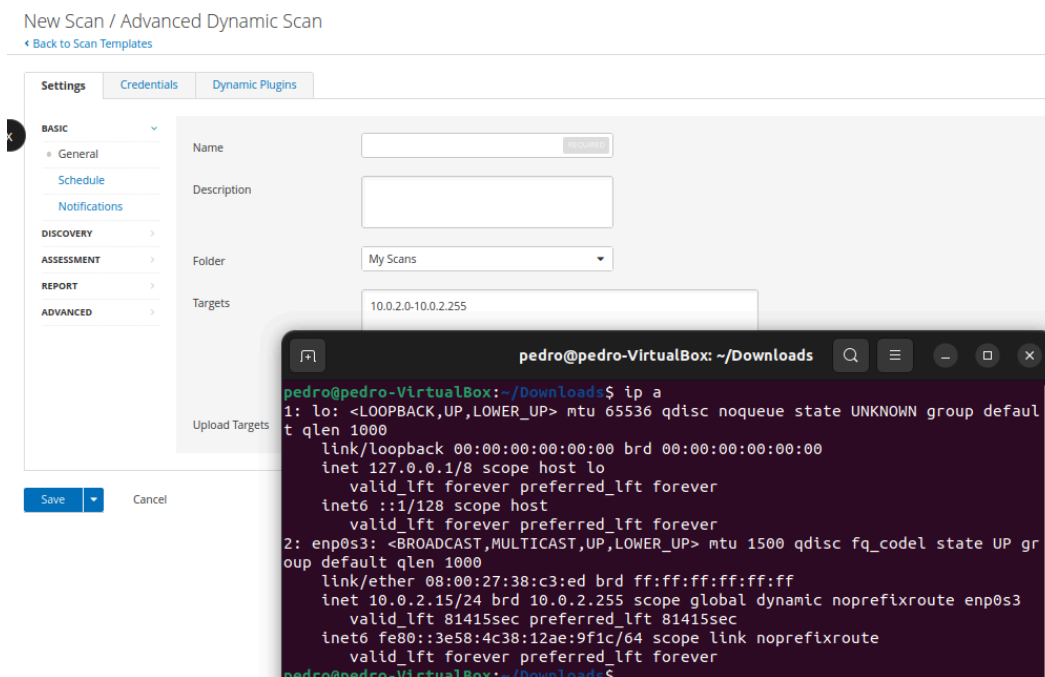 New Scan / Advanced Dynamic Scan
‹ Back to Scan Templates
Settings
Credentials
Dynamic Plugins
BASIC
X
General
Schedule
Notifications
DISCOVERY
ASSESSMENT
REPORT
ADVANCED
Name
REQUIRED
Description
Folder
My Scans
Targets
10.0.2.0-10.0.2.255
Upload Targets
Save
Cancel
pedro@pedro-VirtualBox: ~/Downloads
pedro@pedro-VirtualBox:~/Downloads$ ip a
1: lo: <LOOPBACK,UP,LOWER_UP> mtu 65536 qdisc noqueue state UNKNOWN group defaul
t qlen 1000
link/loopback 00:00:00:00:00:00 brd 00:00:00:00:00:00
inet 127.0.0.1/8 scope host lo
valid_lft forever preferred_lft forever
inet6 ::1/128 scope host
valid_lft forever preferred_lft forever
2: enp0s3: <BROADCAST,MULTICAST,UP,LOWER_UP> mtu 1500 qdisc fq_codel state UP gr
oup default qlen 1000
link/ether 08:00:27:38:c3:ed brd ff:ff:ff:ff:ff:ff
inet 10.0.2.15/24 brd 10.0.2.255 scope global dynamic noprefixroute enp0s3
valid_lft 81415sec preferred_lft 81415sec
inet6 fe80::3e58:4c38:12ae:9f1c/64 scope link noprefixroute
valid_lft forever preferred_lft forever
pedro@pedro-VirtualBox:~/Downloads$